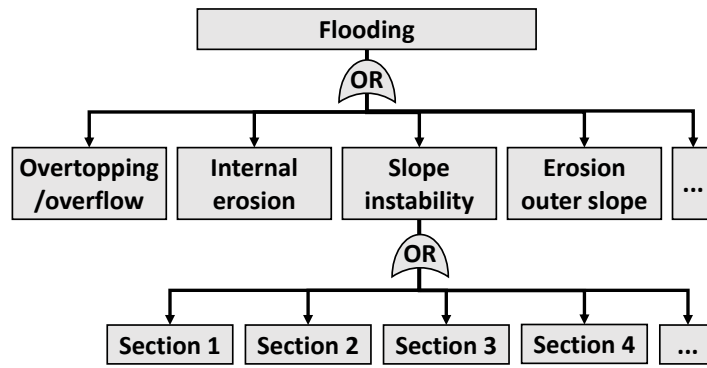 Flooding
OR
Overtopping
/overflow
Internal
erosion
Slope
instability
Erosion
outer slope
...
OR
Section 1
Section 2
Section 3
Section 4
...